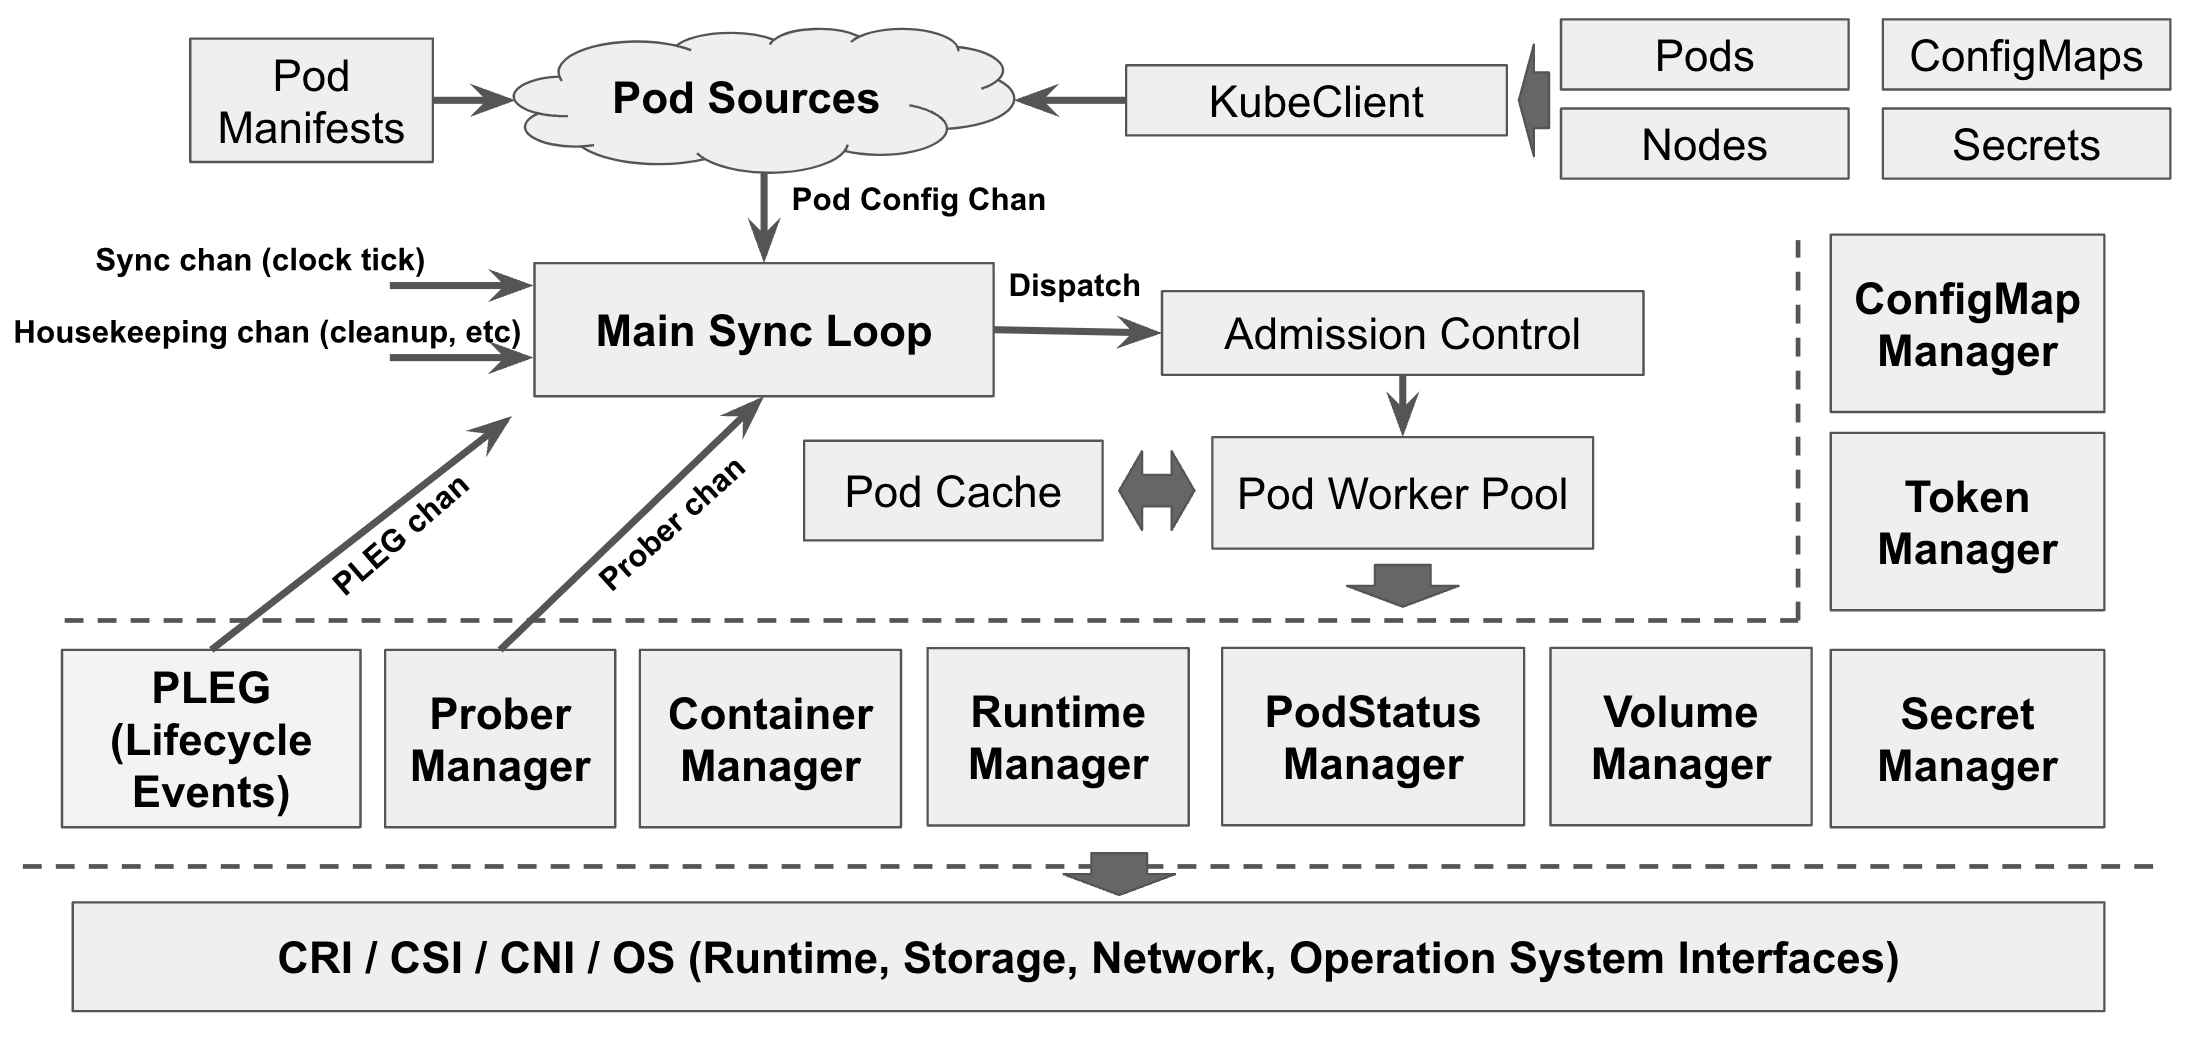 Pod
Manifests
Pod Sources
KubeClient
Pods
ConfigMaps
Nodes
Secrets
Pod Config Chan
Sync chan (clock tick)
Housekeeping chan (cleanup, etc)
Main Sync Loop
Dispatch
Admission Control
ConfigMap
Manager
PLEG chan
Prober chan
Pod Cache
Pod Worker Pool
Token
Manager
PLEG
(Lifecycle
Events)
Prober
Manager
Container
Manager
Runtime
Manager
PodStatus
Manager
Volume
Manager
Secret
Manager
CRI / CSI / CNI / OS (Runtime, Storage, Network, Operation System Interfaces)